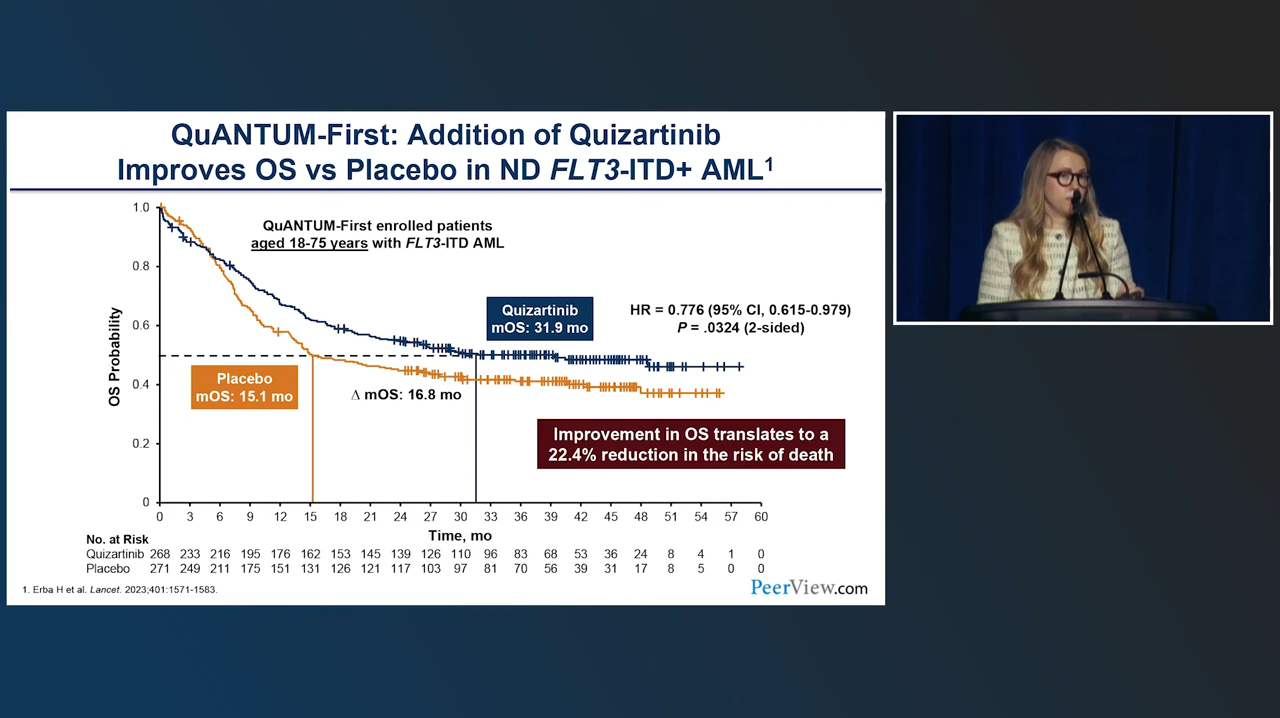 QuANTUM-First: Addition of Quizartinib
Improves OS vs Placebo in ND FLT3-ITD+ AML¹
QuANTUM-First enrolled patients
aged 18-75 years with FLT3-ITD AML
OS Probability
1.0
0.8
0.6
0.4
0.2
0
Quizartinib
mOS: 31.9 mo
HR = 0.776 (95% CI, 0.615-0.979)
P = .0324 (2-sided)
Placebo
mOS: 15.1 mo
Δ mOS: 16.8 mo
Improvement in OS translates to a
22.4% reduction in the risk of death
0 3 6 9 12 15 18 21 24 27 30 33 36 39 42 45 48 51 54 57 60
Time, mo
No. at Risk
Quizartinib 268 233 216 195 176 162 153 145 139 126 110 96 83 68 53 36 24 8 4 1 0
Placebo 271 249 211 175 151 131 126 121 117 103 97 81 70 56 39 31 17 8 5 0 0
1. Erba H et al. Lancet. 2023;401:1571-1583.
PeerView.com